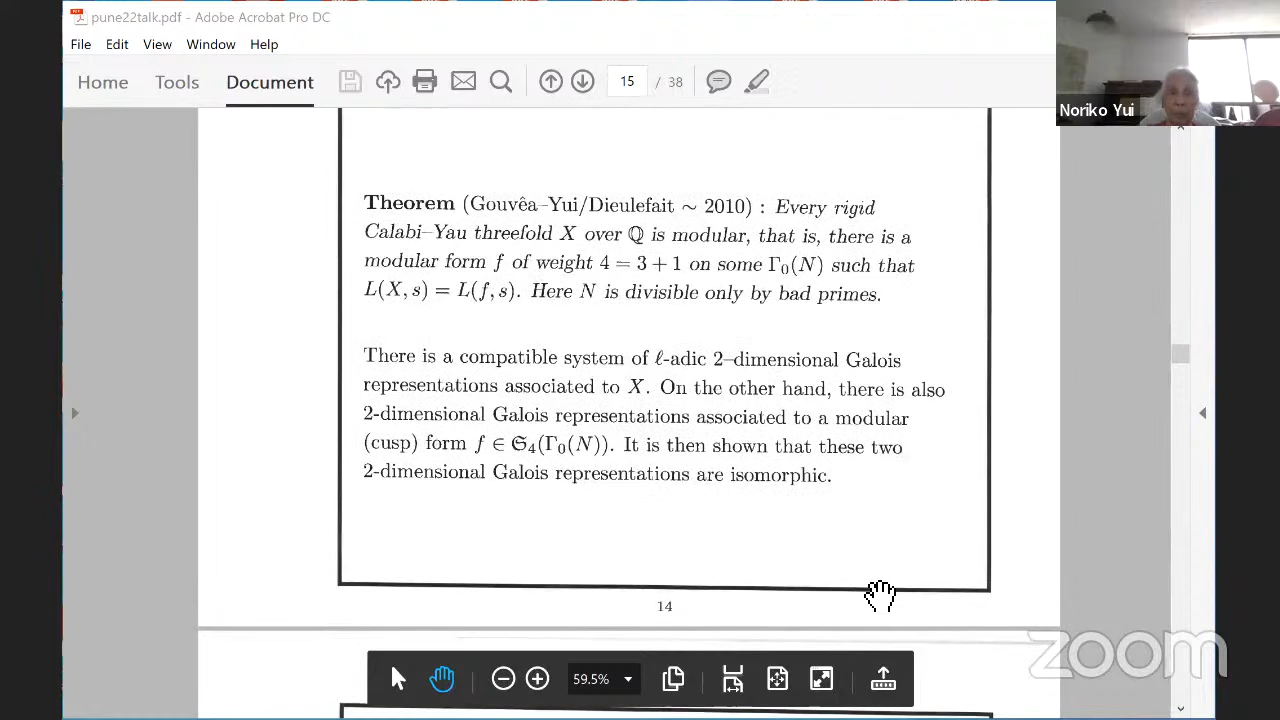 pune22talk.pdf - Adobe Acrobat Pro DC
File Edit View Window Help
Home Tools Document 15 / 38
Noriko Yui
Theorem (Gouvêa–Yui/Dieulefait ∼ 2010) : Every rigid
Calabi–Yau threefold X over ℚ is modular, that is, there is a
modular form f of weight 4 = 3 + 1 on some Γ₀(N) such that
L(X, s) = L(f, s). Here N is divisible only by bad primes.
There is a compatible system of ℓ-adic 2–dimensional Galois
representations associated to X. On the other hand, there is also
2-dimensional Galois representations associated to a modular
(cusp) form f ∈ 𝔖₄(Γ₀(N)). It is then shown that these two
2-dimensional Galois representations are isomorphic.
14
59.5%
zoom